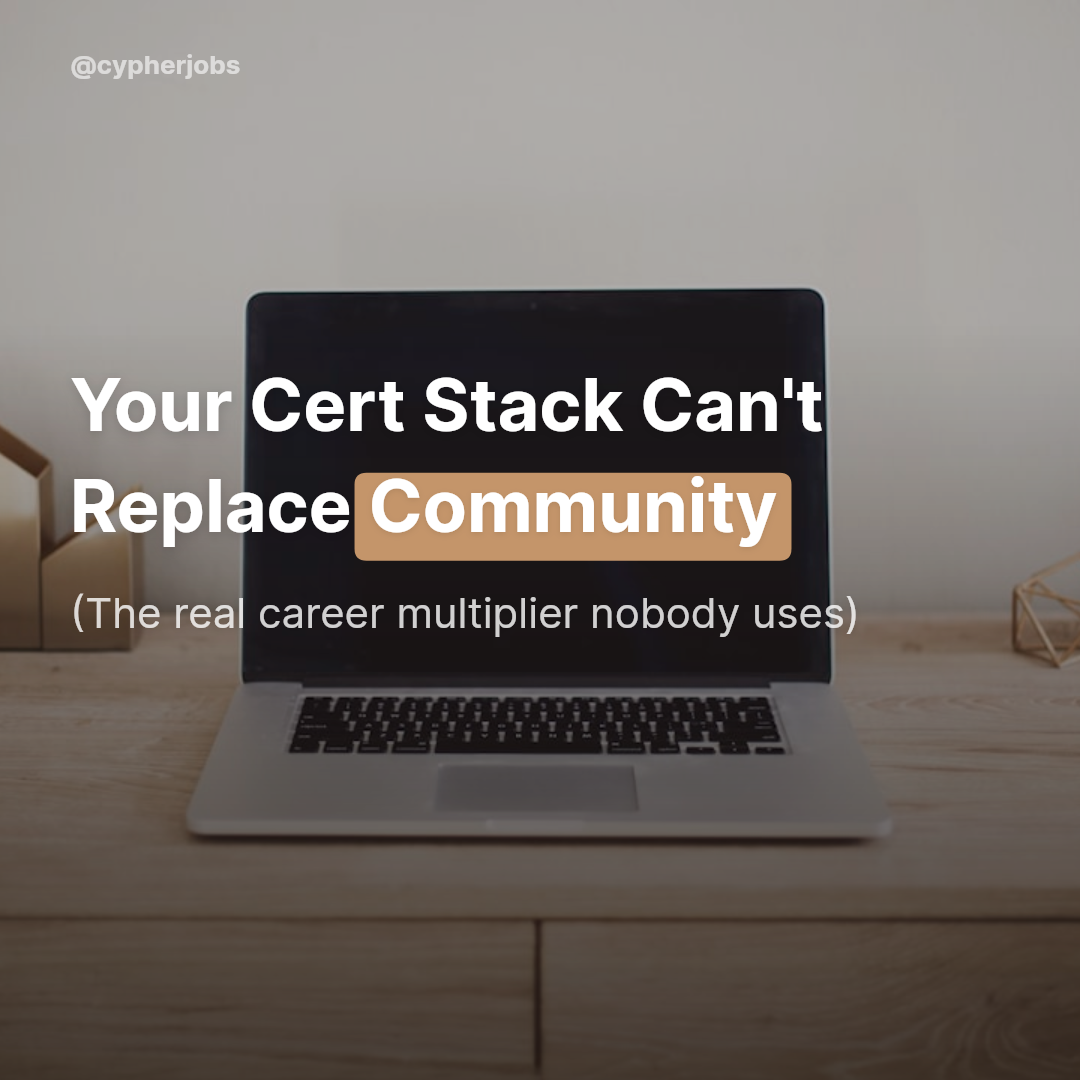 @cypherjobs
Your Cert Stack Can't
Replace Community
(The real career multiplier nobody uses)